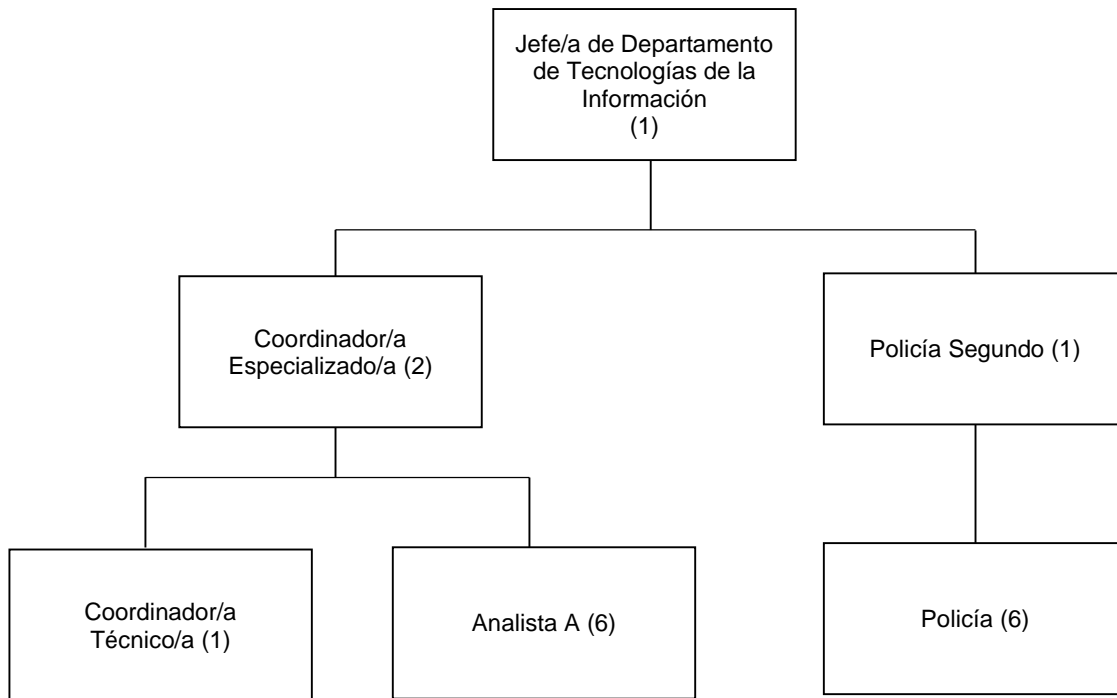 Jefe/a de Departamento
de Tecnologías de la
Información
(1)
Coordinador/a
Especializado/a (2)
Policía Segundo (1)
Coordinador/a
Técnico/a (1)
Analista A (6)
Policía (6)